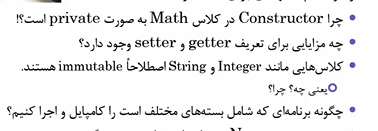 چرا Constructor در کلاس Math به صورت private است؟!
چه مزایایی برای تعریف getter و setter وجود دارد؟
کلاس‌هایی مانند Integer و String اصطلاحاً immutable هستند.
یعنی چه؟ چرا؟
چگونه برنامه‌ای که شامل بسته‌های مختلف است را کامپایل و اجرا کنیم؟